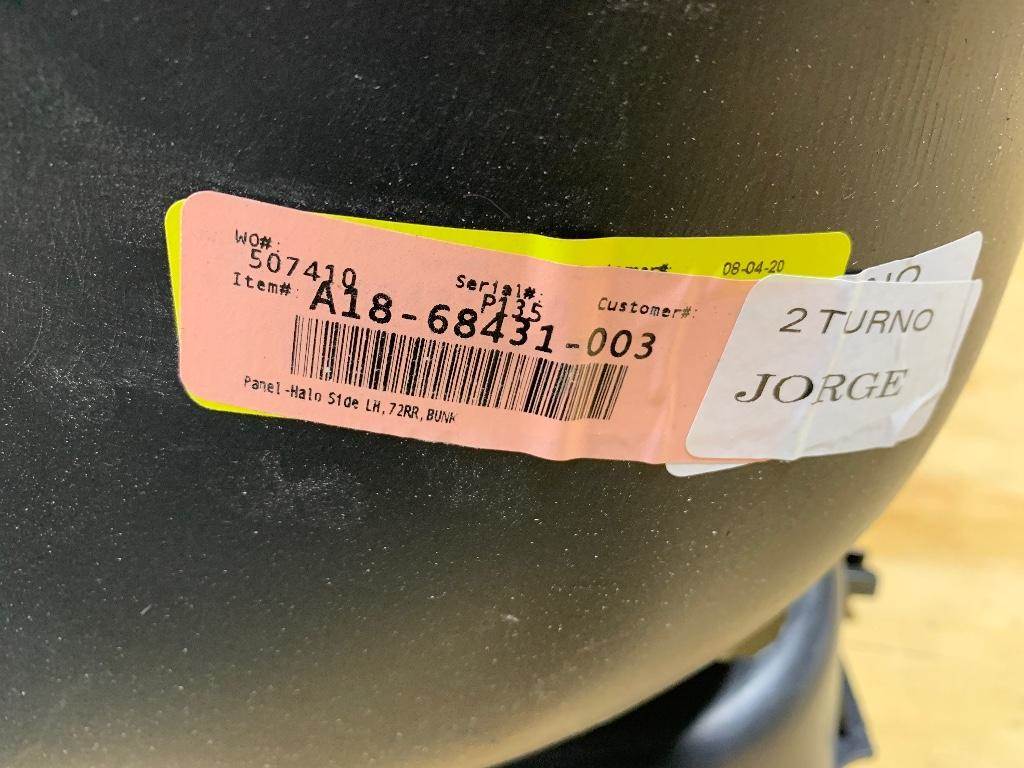 WO#:
507410
Serial#:
P135
Customer#:
Item#: A18-68431-003
Panel-Halo Side LH,72RR,BUNK
08-04-20
NO
2 TURNO
JORGE